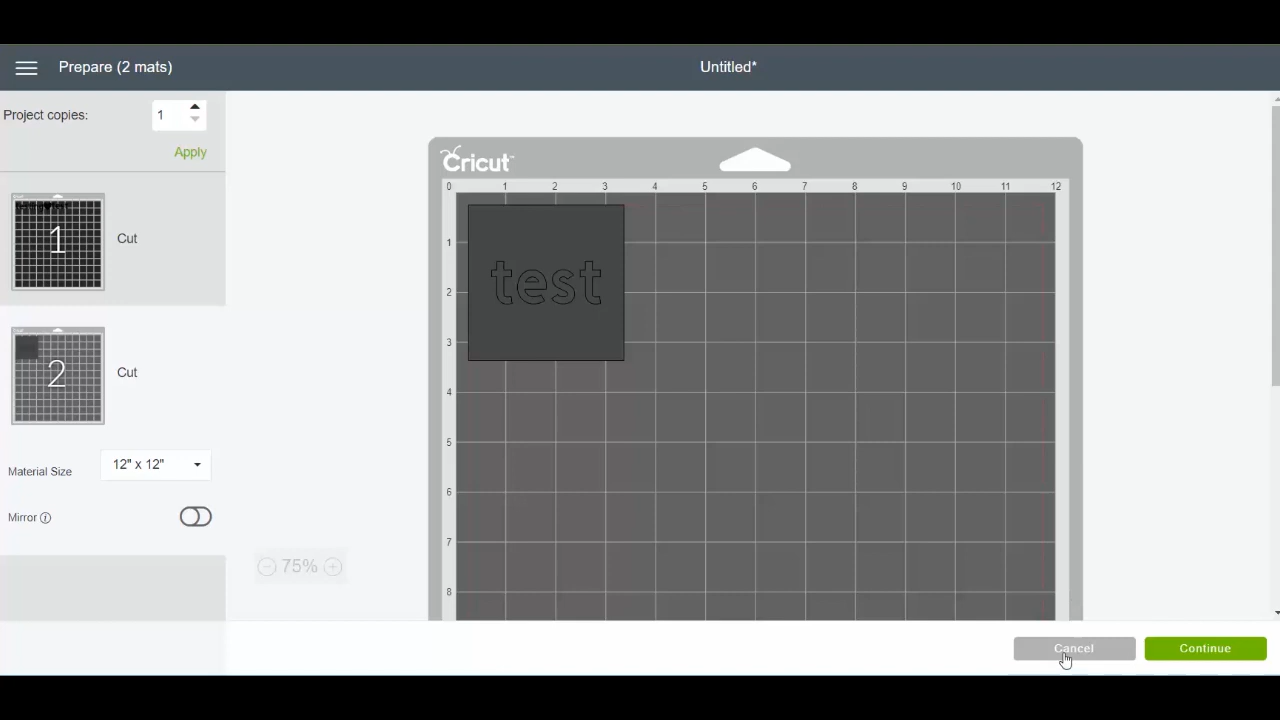 Prepare (2 mats)
Untitled*
Project copies:
1
Apply
1
Cut
2
Cut
Material Size
12" x 12"
Mirror
75%
Cricut
0 1 2 3 4 5 6 7 8 9 10 11 12
1
2
3
4
5
6
7
8
test
Cancel
Continue